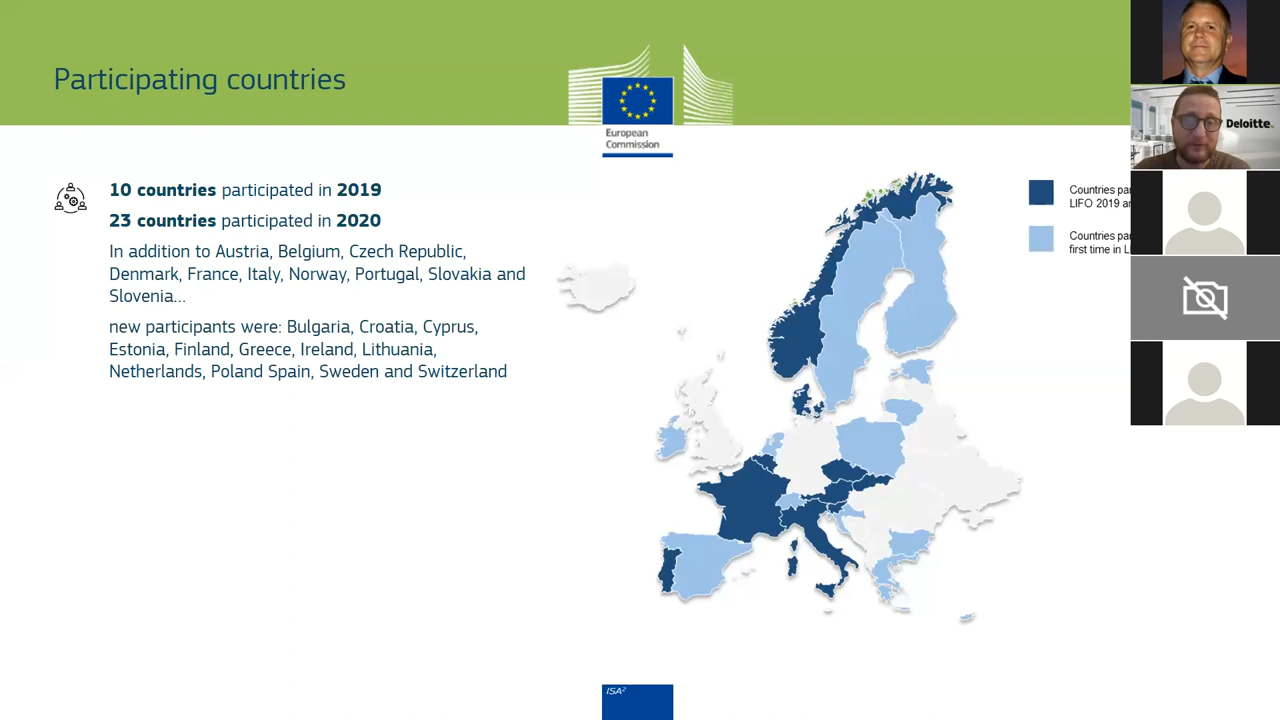 Participating countries
European
Commission
Deloitte.
10 countries participated in 2019
23 countries participated in 2020
In addition to Austria, Belgium, Czech Republic,
Denmark, France, Italy, Norway, Portugal, Slovakia and
Slovenia...
new participants were: Bulgaria, Croatia, Cyprus,
Estonia, Finland, Greece, Ireland, Lithuania,
Netherlands, Poland Spain, Sweden and Switzerland
Countries
LIFO 2019
Countries
first time in
ISA²